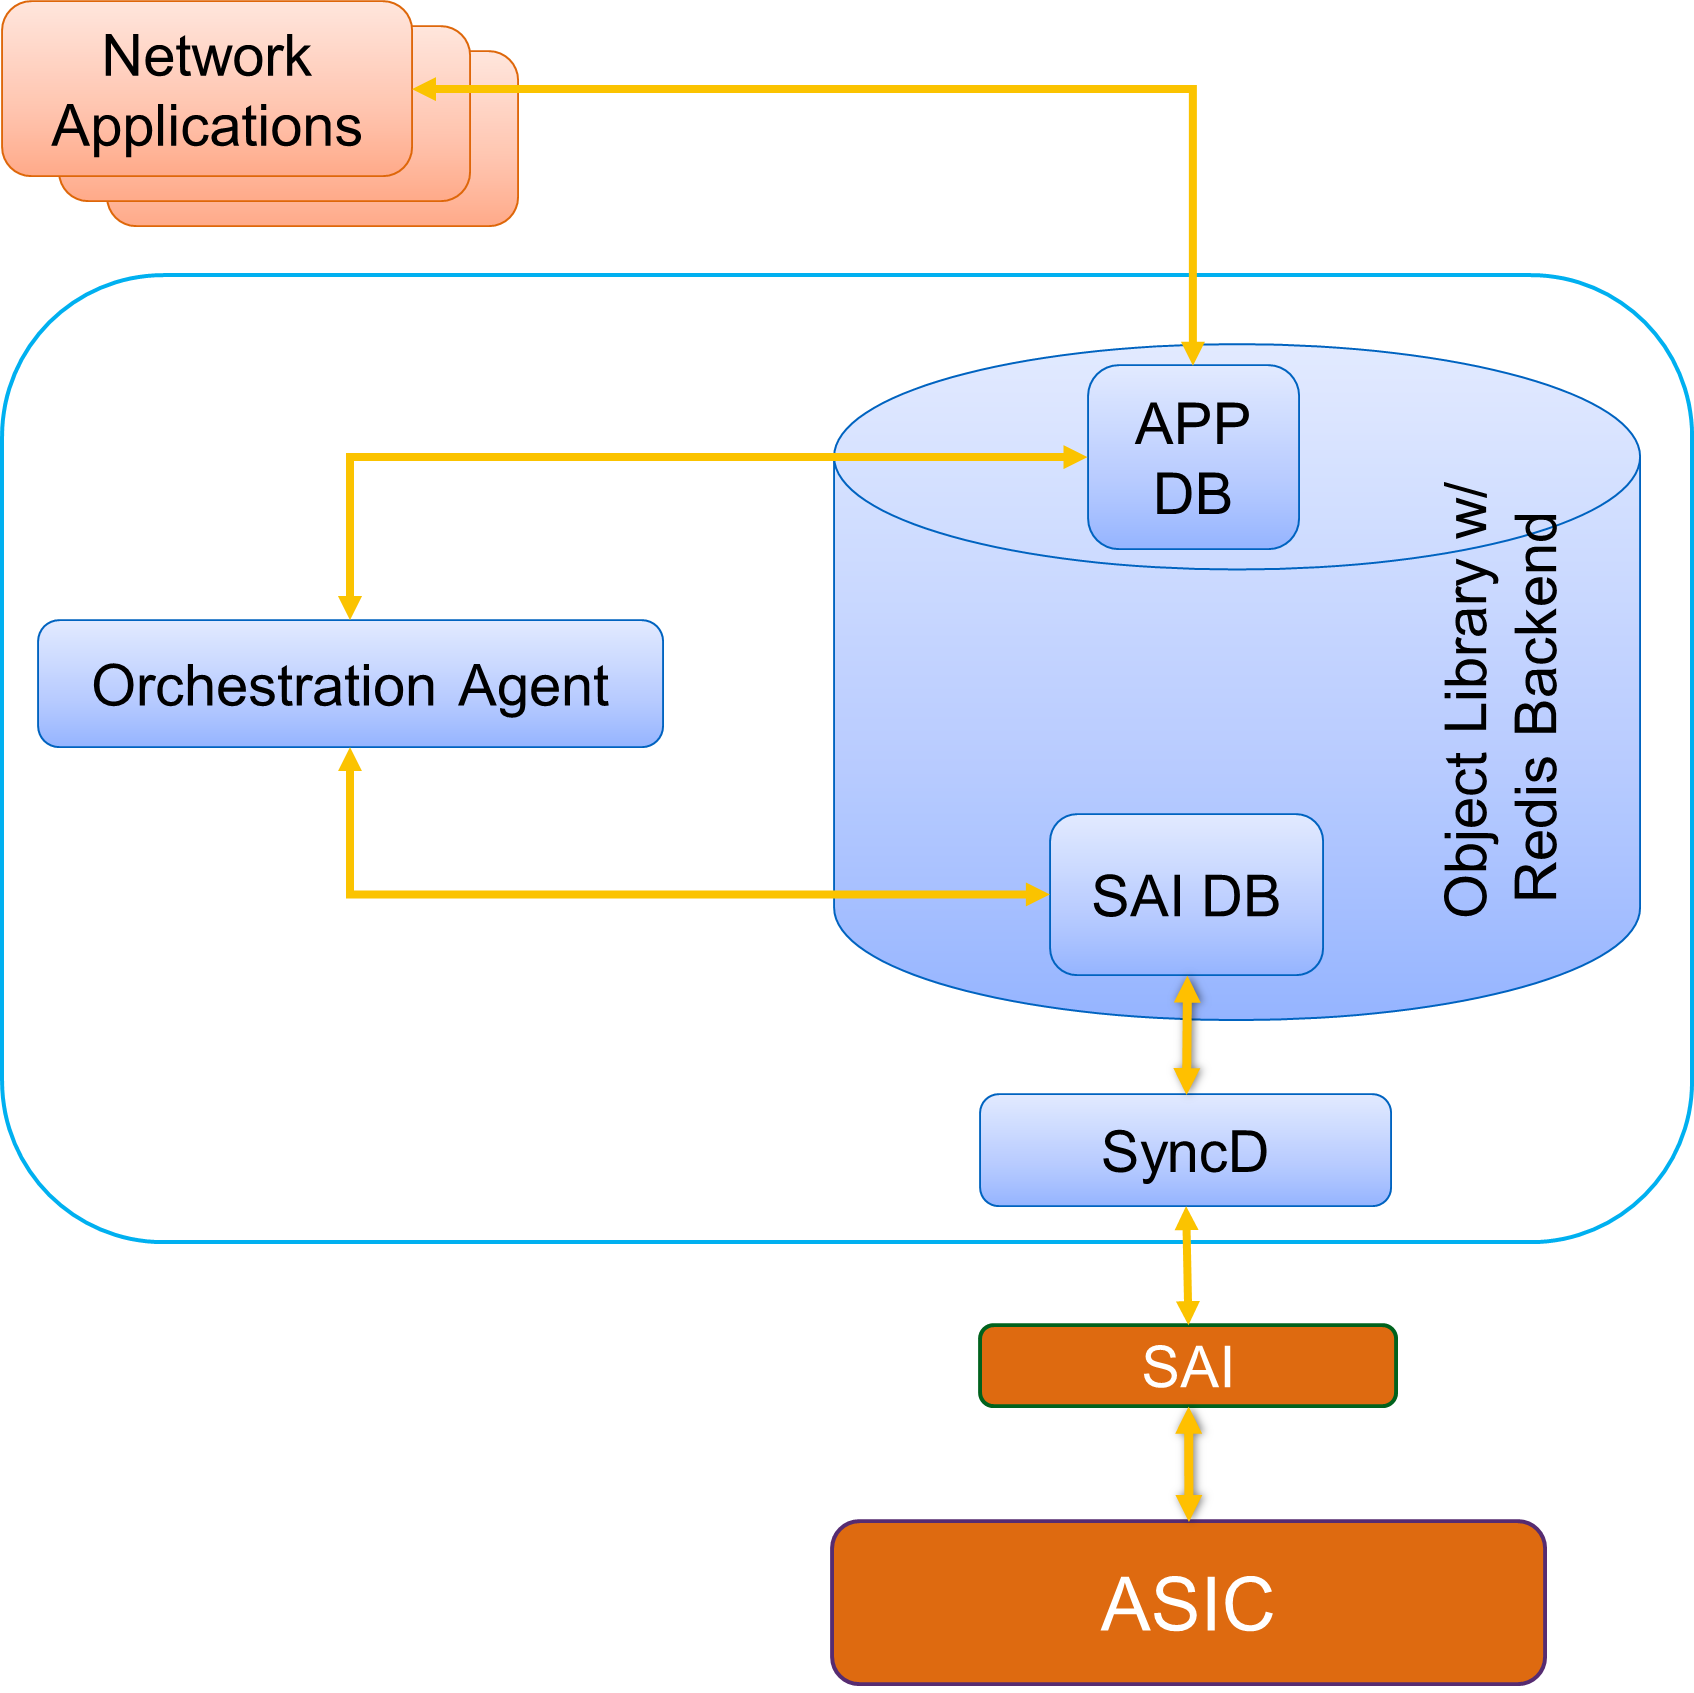 Network
Applications
APP
DB
Object Library w/
Redis Backend
Orchestration Agent
SAI DB
SyncD
SAI
ASIC